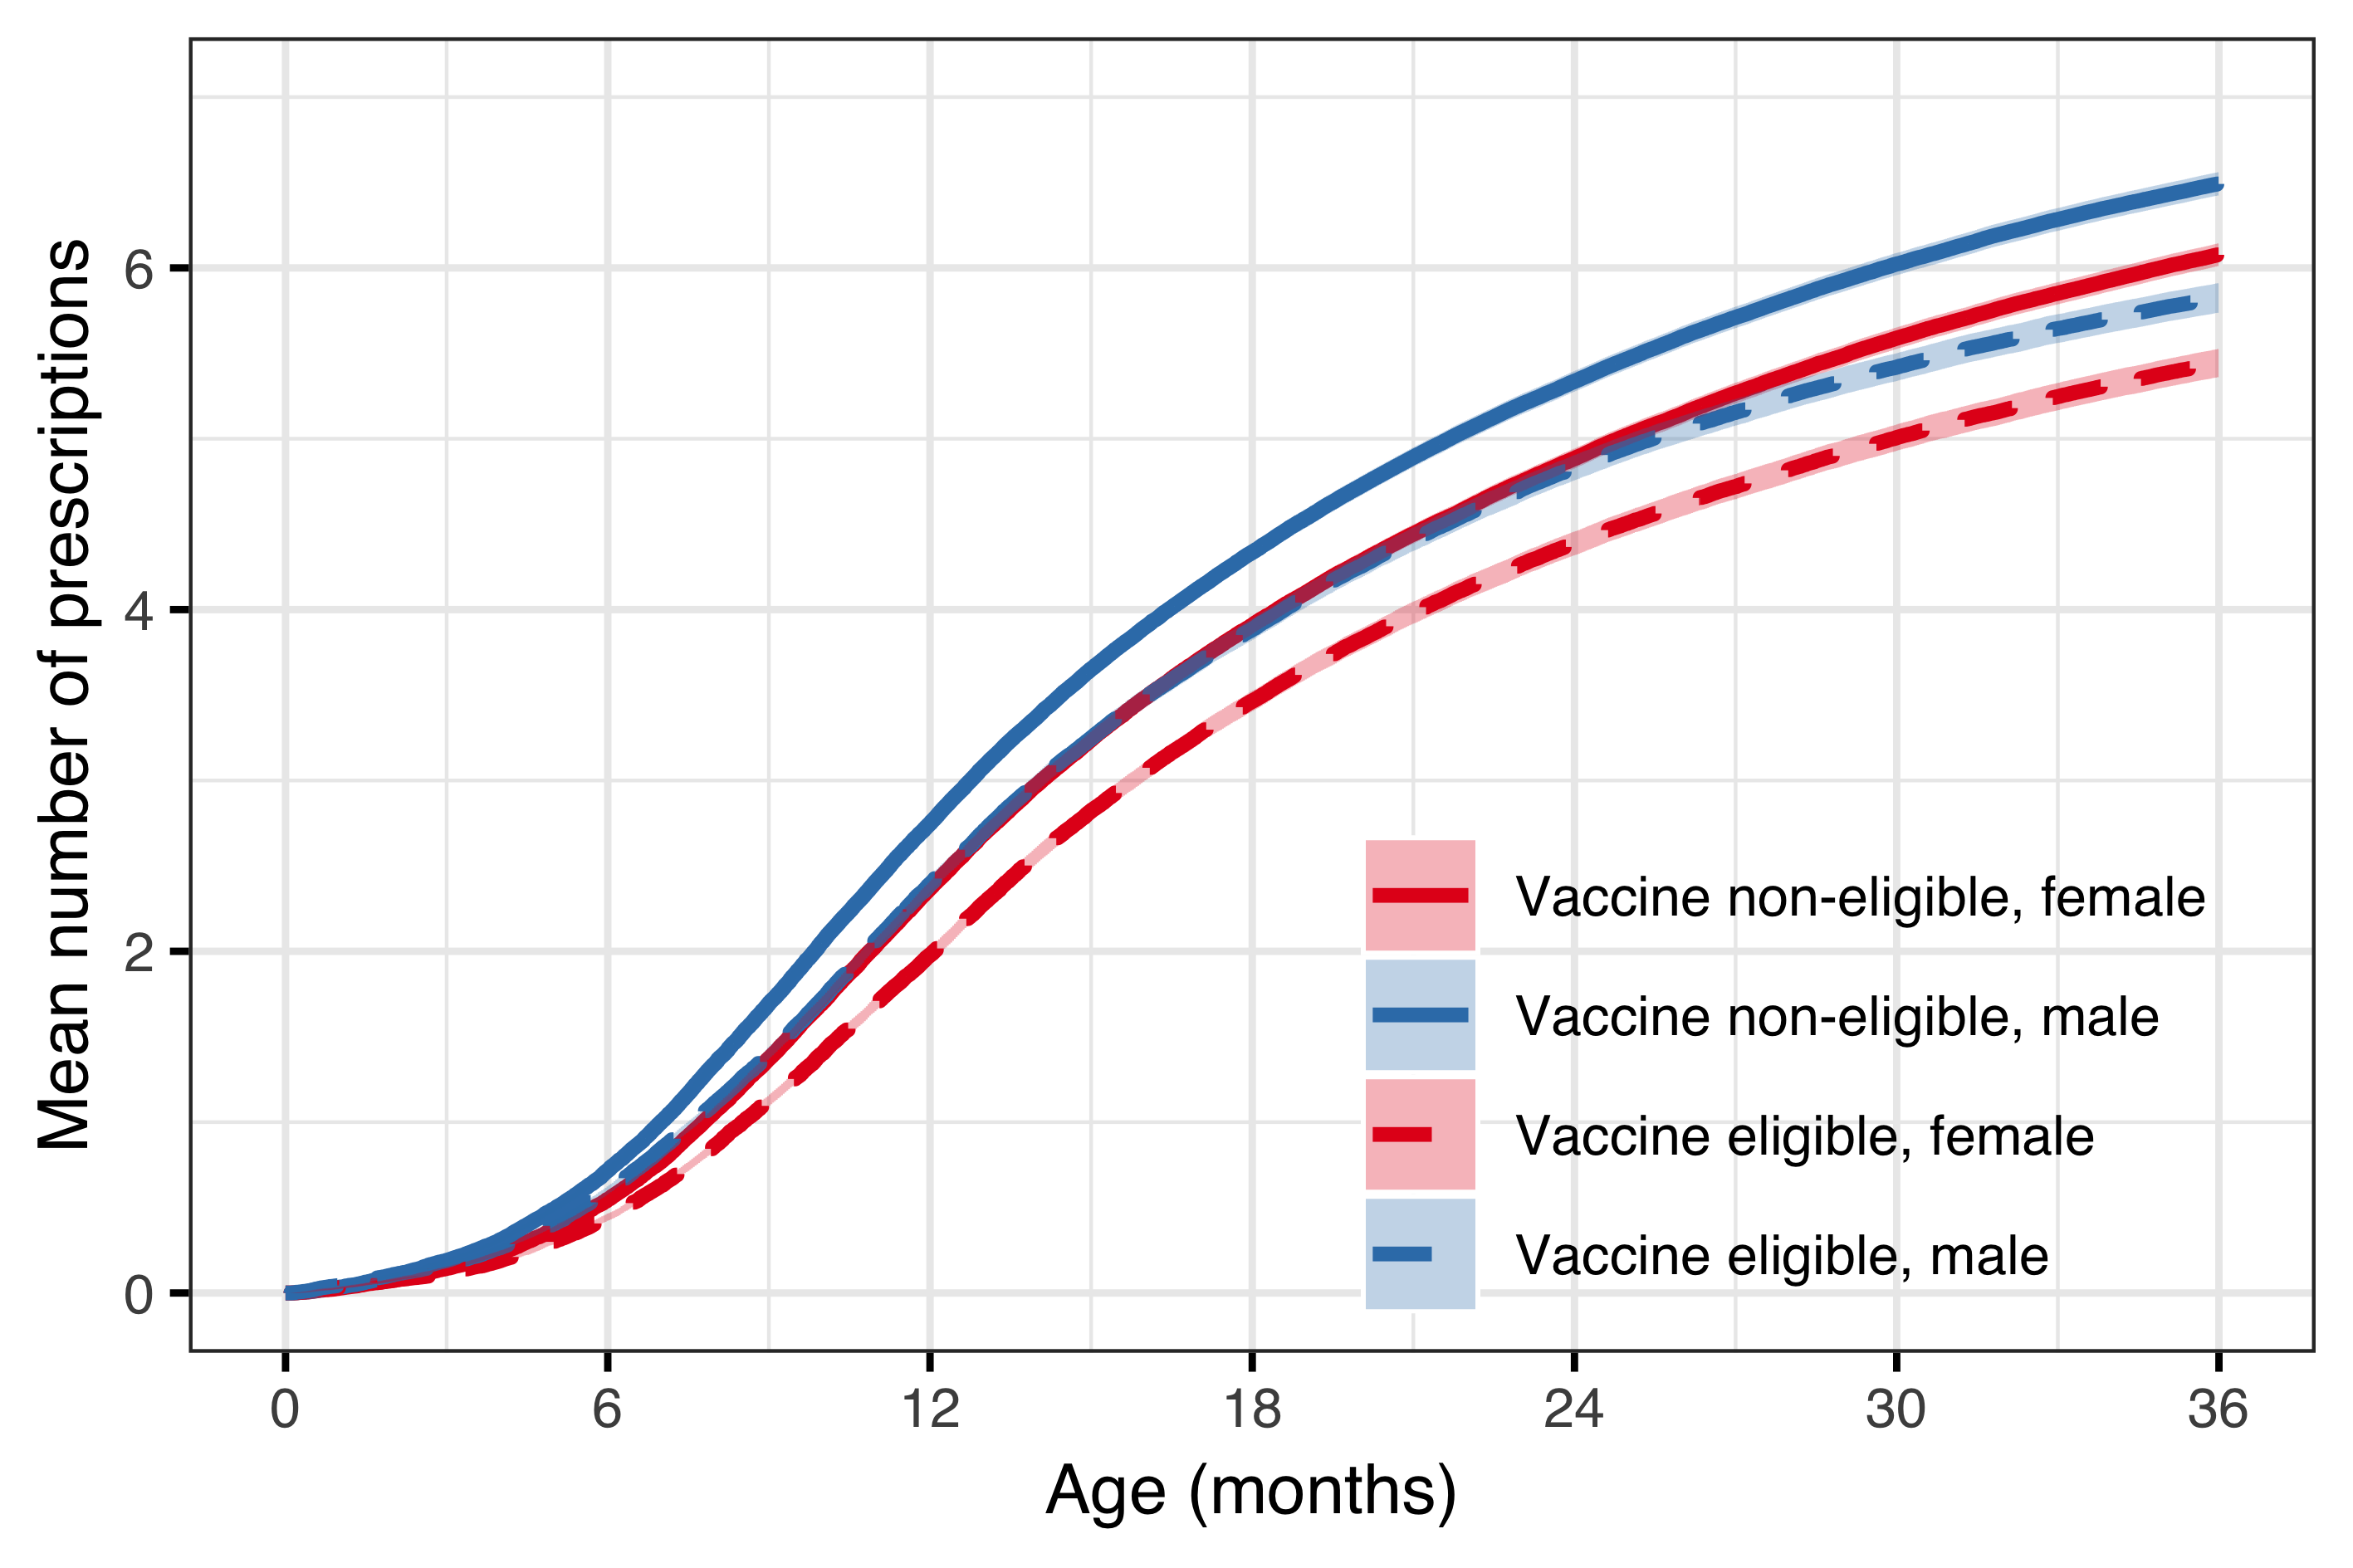 Mean number of prescriptions
6
4
2
0
Vaccine non-eligible, female
Vaccine non-eligible, male
Vaccine eligible, female
Vaccine eligible, male
0 6 12 18 24 30 36
Age (months)